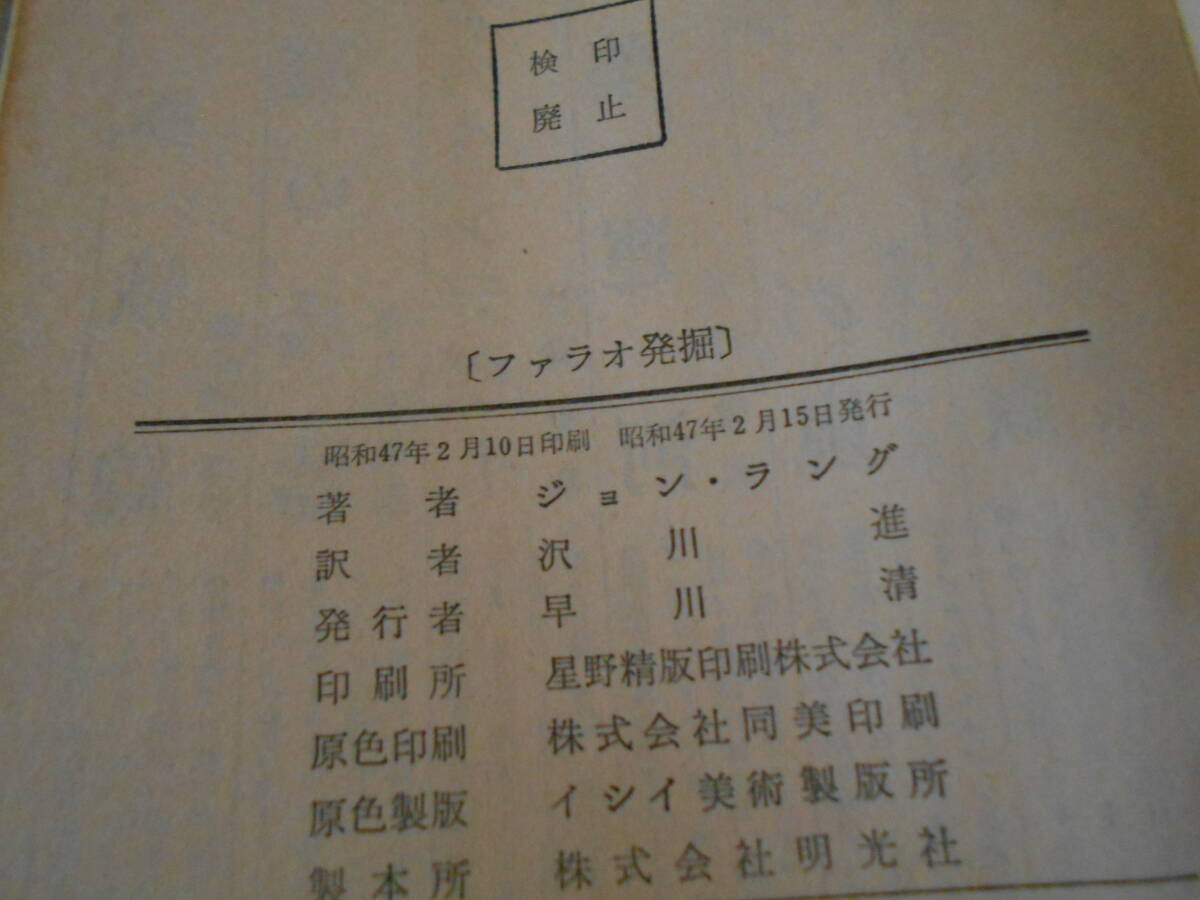 検印
廃止
〔ファラオ発掘〕
昭和47年2月10日印刷 昭和47年2月15日発行
著者 ジョン・ラング
訳者 沢川進
発行者 早川清
印刷所 星野精版印刷株式会社
原色印刷 株式会社同美印刷
原色製版 イシイ美術製版所
製本所 株式会社明光社